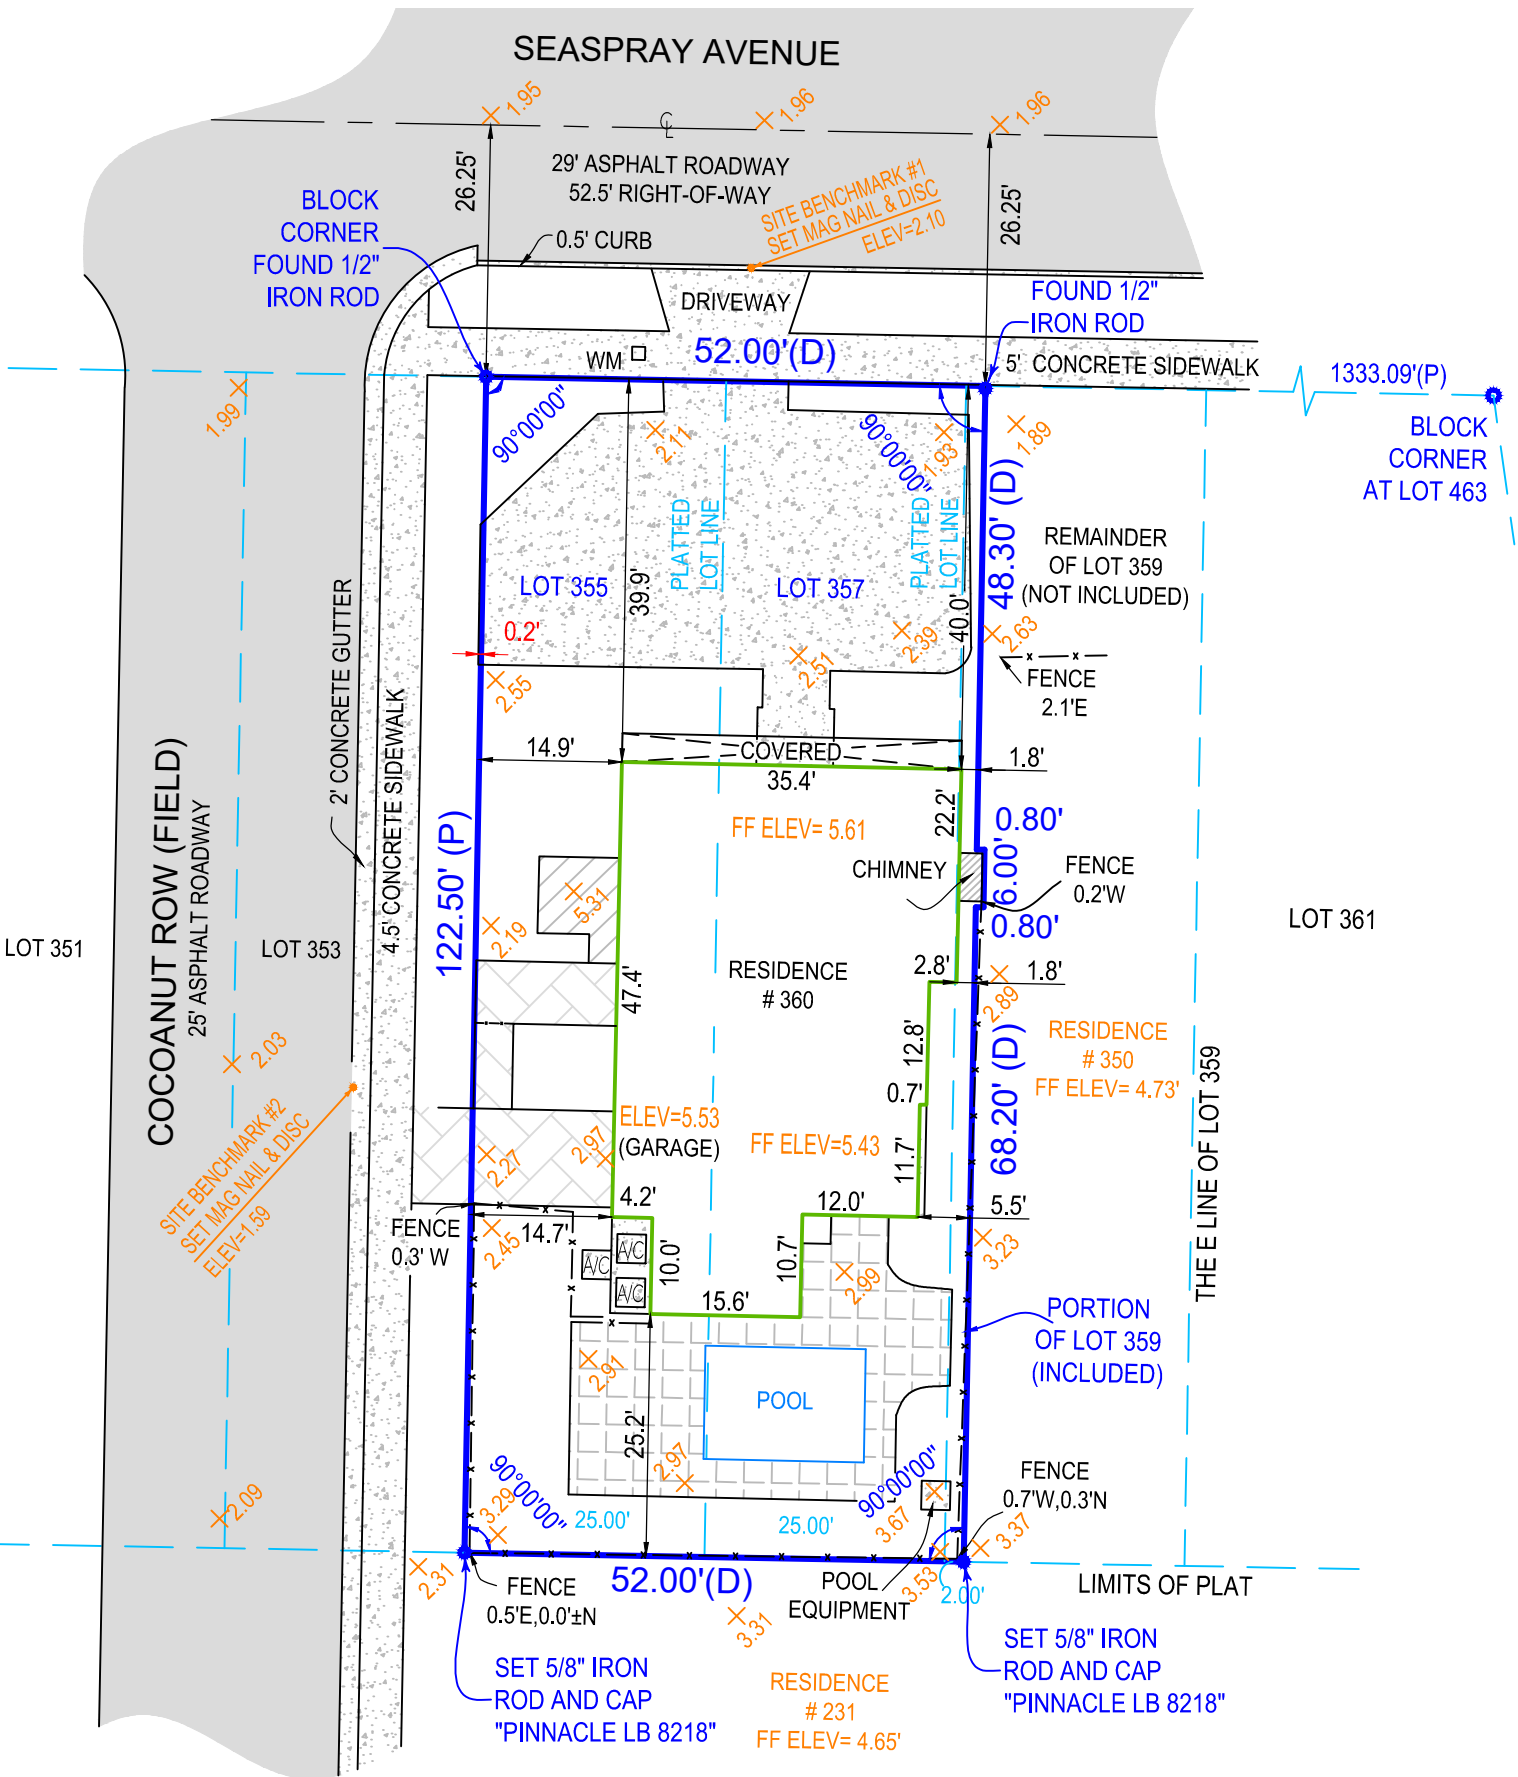 SEASPRAY AVENUE
1.95
1.96
1.96
CL
29' ASPHALT ROADWAY
52.5' RIGHT-OF-WAY
26.25'
26.25'
SITE BENCHMARK #1
SET MAG NAIL & DISC
ELEV=2.10
BLOCK
CORNER
FOUND 1/2"
IRON ROD
0.5' CURB
DRIVEWAY
FOUND 1/2"
IRON ROD
WM
52.00'(D)
5' CONCRETE SIDEWALK
1333.09'(P)
BLOCK
CORNER
AT LOT 463
1.99
90°00'00"
2.11
90°00'00"
1.93
1.89
PLATTED
LOT LINE
PLATTED
LOT LINE
48.30' (D)
REMAINDER
OF LOT 359
(NOT INCLUDED)
LOT 355
39.9'
LOT 357
40.0'
0.2'
2.39
2.63
2.51
2.55
FENCE
2.1'E
2' CONCRETE GUTTER
4.5' CONCRETE SIDEWALK
COCOANUT ROW (FIELD)
25' ASPHALT ROADWAY
14.9'
COVERED
35.4'
1.8'
22.2'
0.80'
FF ELEV= 5.61
CHIMNEY
6.00'
FENCE
0.2'W
0.80'
122.50' (P)
5.31
2.19
LOT 351
LOT 353
LOT 361
RESIDENCE
# 360
47.4'
2.8'
1.8'
2.89
12.8'
68.20' (D)
RESIDENCE
# 350
FF ELEV= 4.73'
2.03
0.7'
SITE BENCHMARK #2
SET MAG NAIL & DISC
ELEV=1.59
ELEV=5.53
(GARAGE)
2.97
FF ELEV=5.43
11.7'
2.27
THE E LINE OF LOT 359
4.2'
12.0'
5.5'
FENCE
0.3' W
14.7'
2.45
A/C
A/C
A/C
10.0'
10.7'
2.99
3.23
15.6'
PORTION
OF LOT 359
(INCLUDED)
2.91
POOL
25.2'
2.97
90°00'00"
3.29
90°00'00"
3.67
FENCE
0.7'W,0.3'N
2.09
25.00'
25.00'
3.37
2.31
FENCE
0.5'E,0.0'±N
52.00'(D)
POOL
EQUIPMENT
3.53
2.00'
LIMITS OF PLAT
3.31
SET 5/8" IRON
ROD AND CAP
"PINNACLE LB 8218"
RESIDENCE
# 231
FF ELEV= 4.65'
SET 5/8" IRON
ROD AND CAP
"PINNACLE LB 8218"